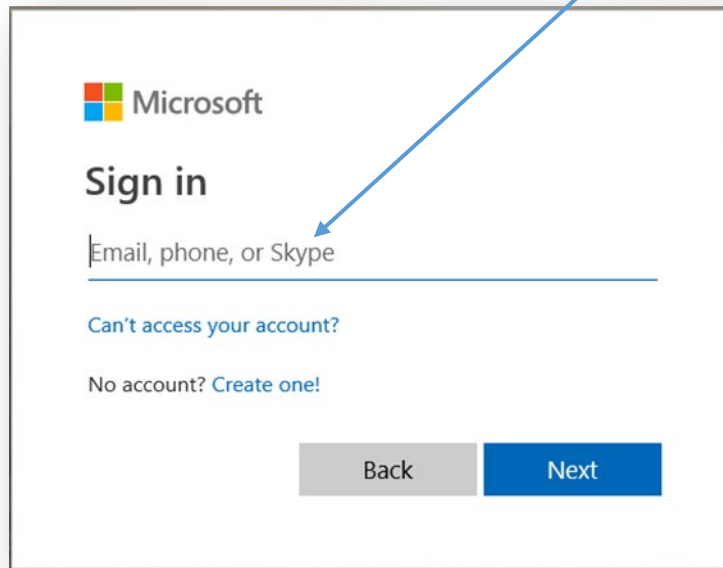 Microsoft
Sign in
Email, phone, or Skype
Can't access your account?
No account? Create one!
Back Next